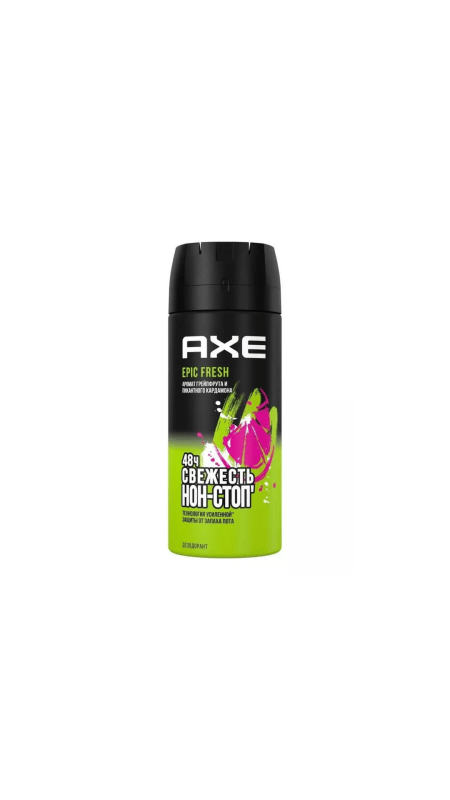 AXE
EPIC FRESH
АРОМАТ ГРЕЙПФРУТА И
ПИКАНТНОГО КАРДАМОНА
48ч
СВЕЖЕСТЬ
НОН-СТОП
ТЕХНОЛОГИЯ УСИЛЕННОЙ
ЗАЩИТЫ ОТ ЗАПАХА ПОТА
ДЕЗОДОРАНТ